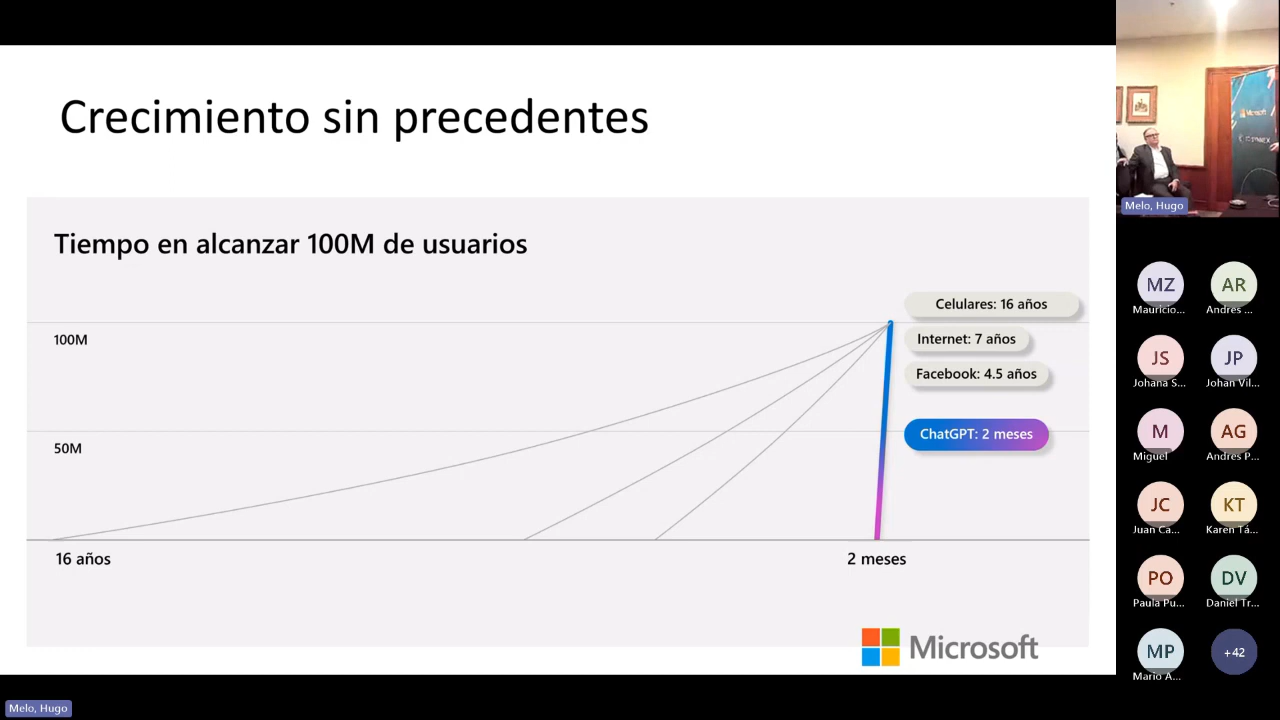 Crecimiento sin precedentes
Tiempo en alcanzar 100M de usuarios
Celulares: 16 años
100M
Internet: 7 años
Facebook: 4.5 años
ChatGPT: 2 meses
50M
16 años
2 meses
Microsoft
Melo, Hugo
Microsoft
Melo, Hugo
MZ
Mauricio...
AR
Andres ...
JS
Johana S...
JP
Johan Vil...
M
Miguel
AG
Andres P...
JC
Juan Ca...
KT
Karen Tá...
PO
Paula Pu...
DV
Daniel Tr...
MP
Mario A...
+42